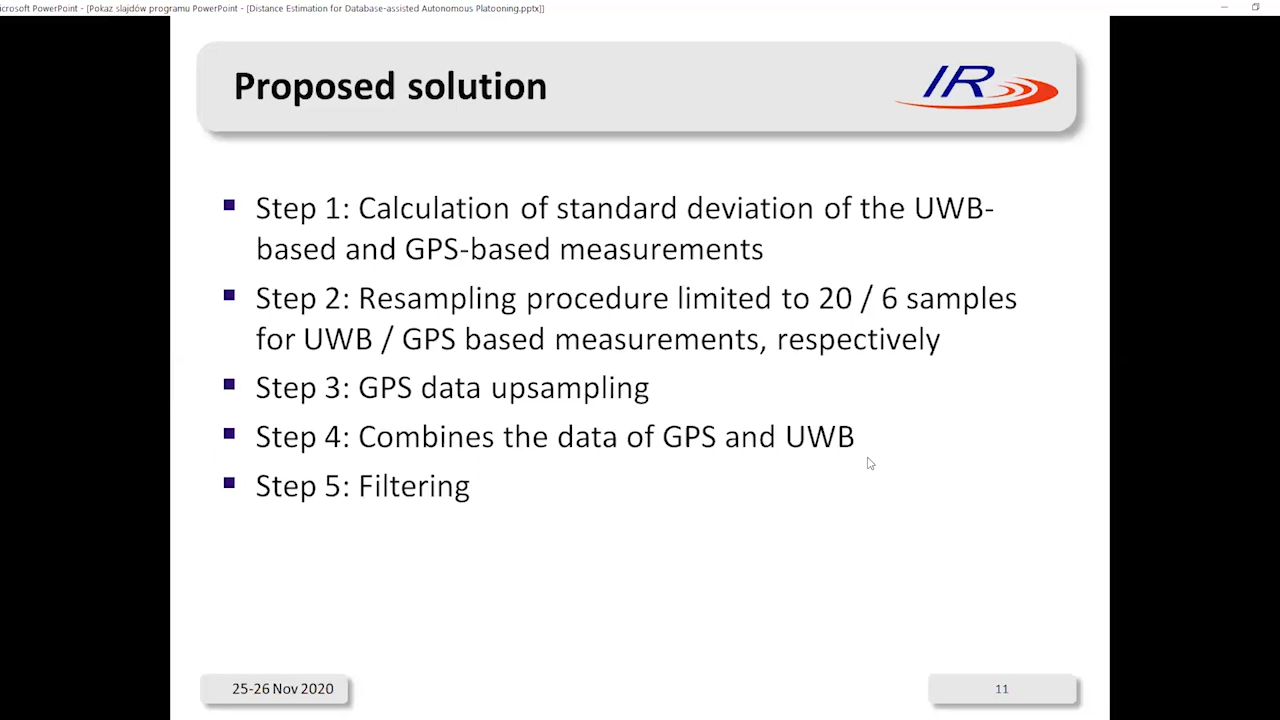 icrosoft PowerPoint - [Pokaz slajdów programu PowerPoint - [Distance Estimation for Database-assisted Autonomous Platooning.pptx]]
Proposed solution
IR
Step 1: Calculation of standard deviation of the UWB-
based and GPS-based measurements
Step 2: Resampling procedure limited to 20 / 6 samples
for UWB / GPS based measurements, respectively
Step 3: GPS data upsampling
Step 4: Combines the data of GPS and UWB
Step 5: Filtering
25-26 Nov 2020
11